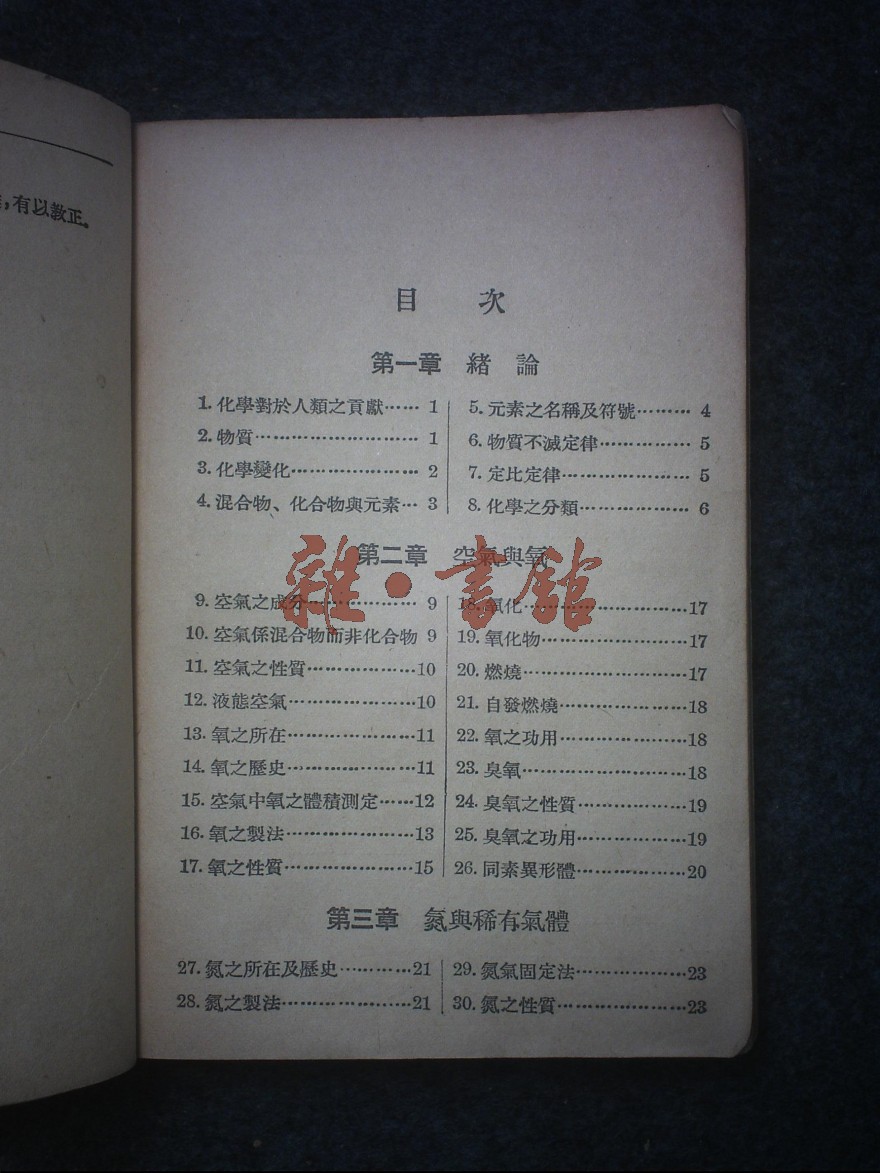 ，有以教正。
目 次
第一章 緒論
1. 化學對於人類之貢獻…… 1
2. 物質……………………… 1
3. 化學變化………………… 2
4. 混合物、化合物與元素… 3
5. 元素之名稱及符號……… 4
6. 物質不滅定律…………… 5
7. 定比定律………………… 5
8. 化學之分類……………… 6
第二章 空氣與氧
9. 空氣之成分……………… 9
10. 空氣係混合物而非化合物 9
11. 空氣之性質………………10
12. 液態空氣…………………10
13. 氧之所在…………………11
14. 氧之歷史…………………11
15. 空氣中氧之體積測定……12
16. 氧之製法…………………13
17. 氧之性質…………………15
18. 氧化………………………17
19. 氧化物……………………17
20. 燃燒………………………17
21. 自發燃燒…………………18
22. 氧之功用…………………18
23. 臭氧………………………18
24. 臭氧之性質………………19
25. 臭氧之功用………………19
26. 同素異形體………………20
第三章 氮與稀有氣體
27. 氮之所在及歷史…………21
28. 氮之製法…………………21
29. 氮氣固定法………………23
30. 氮之性質…………………23
雜·書館